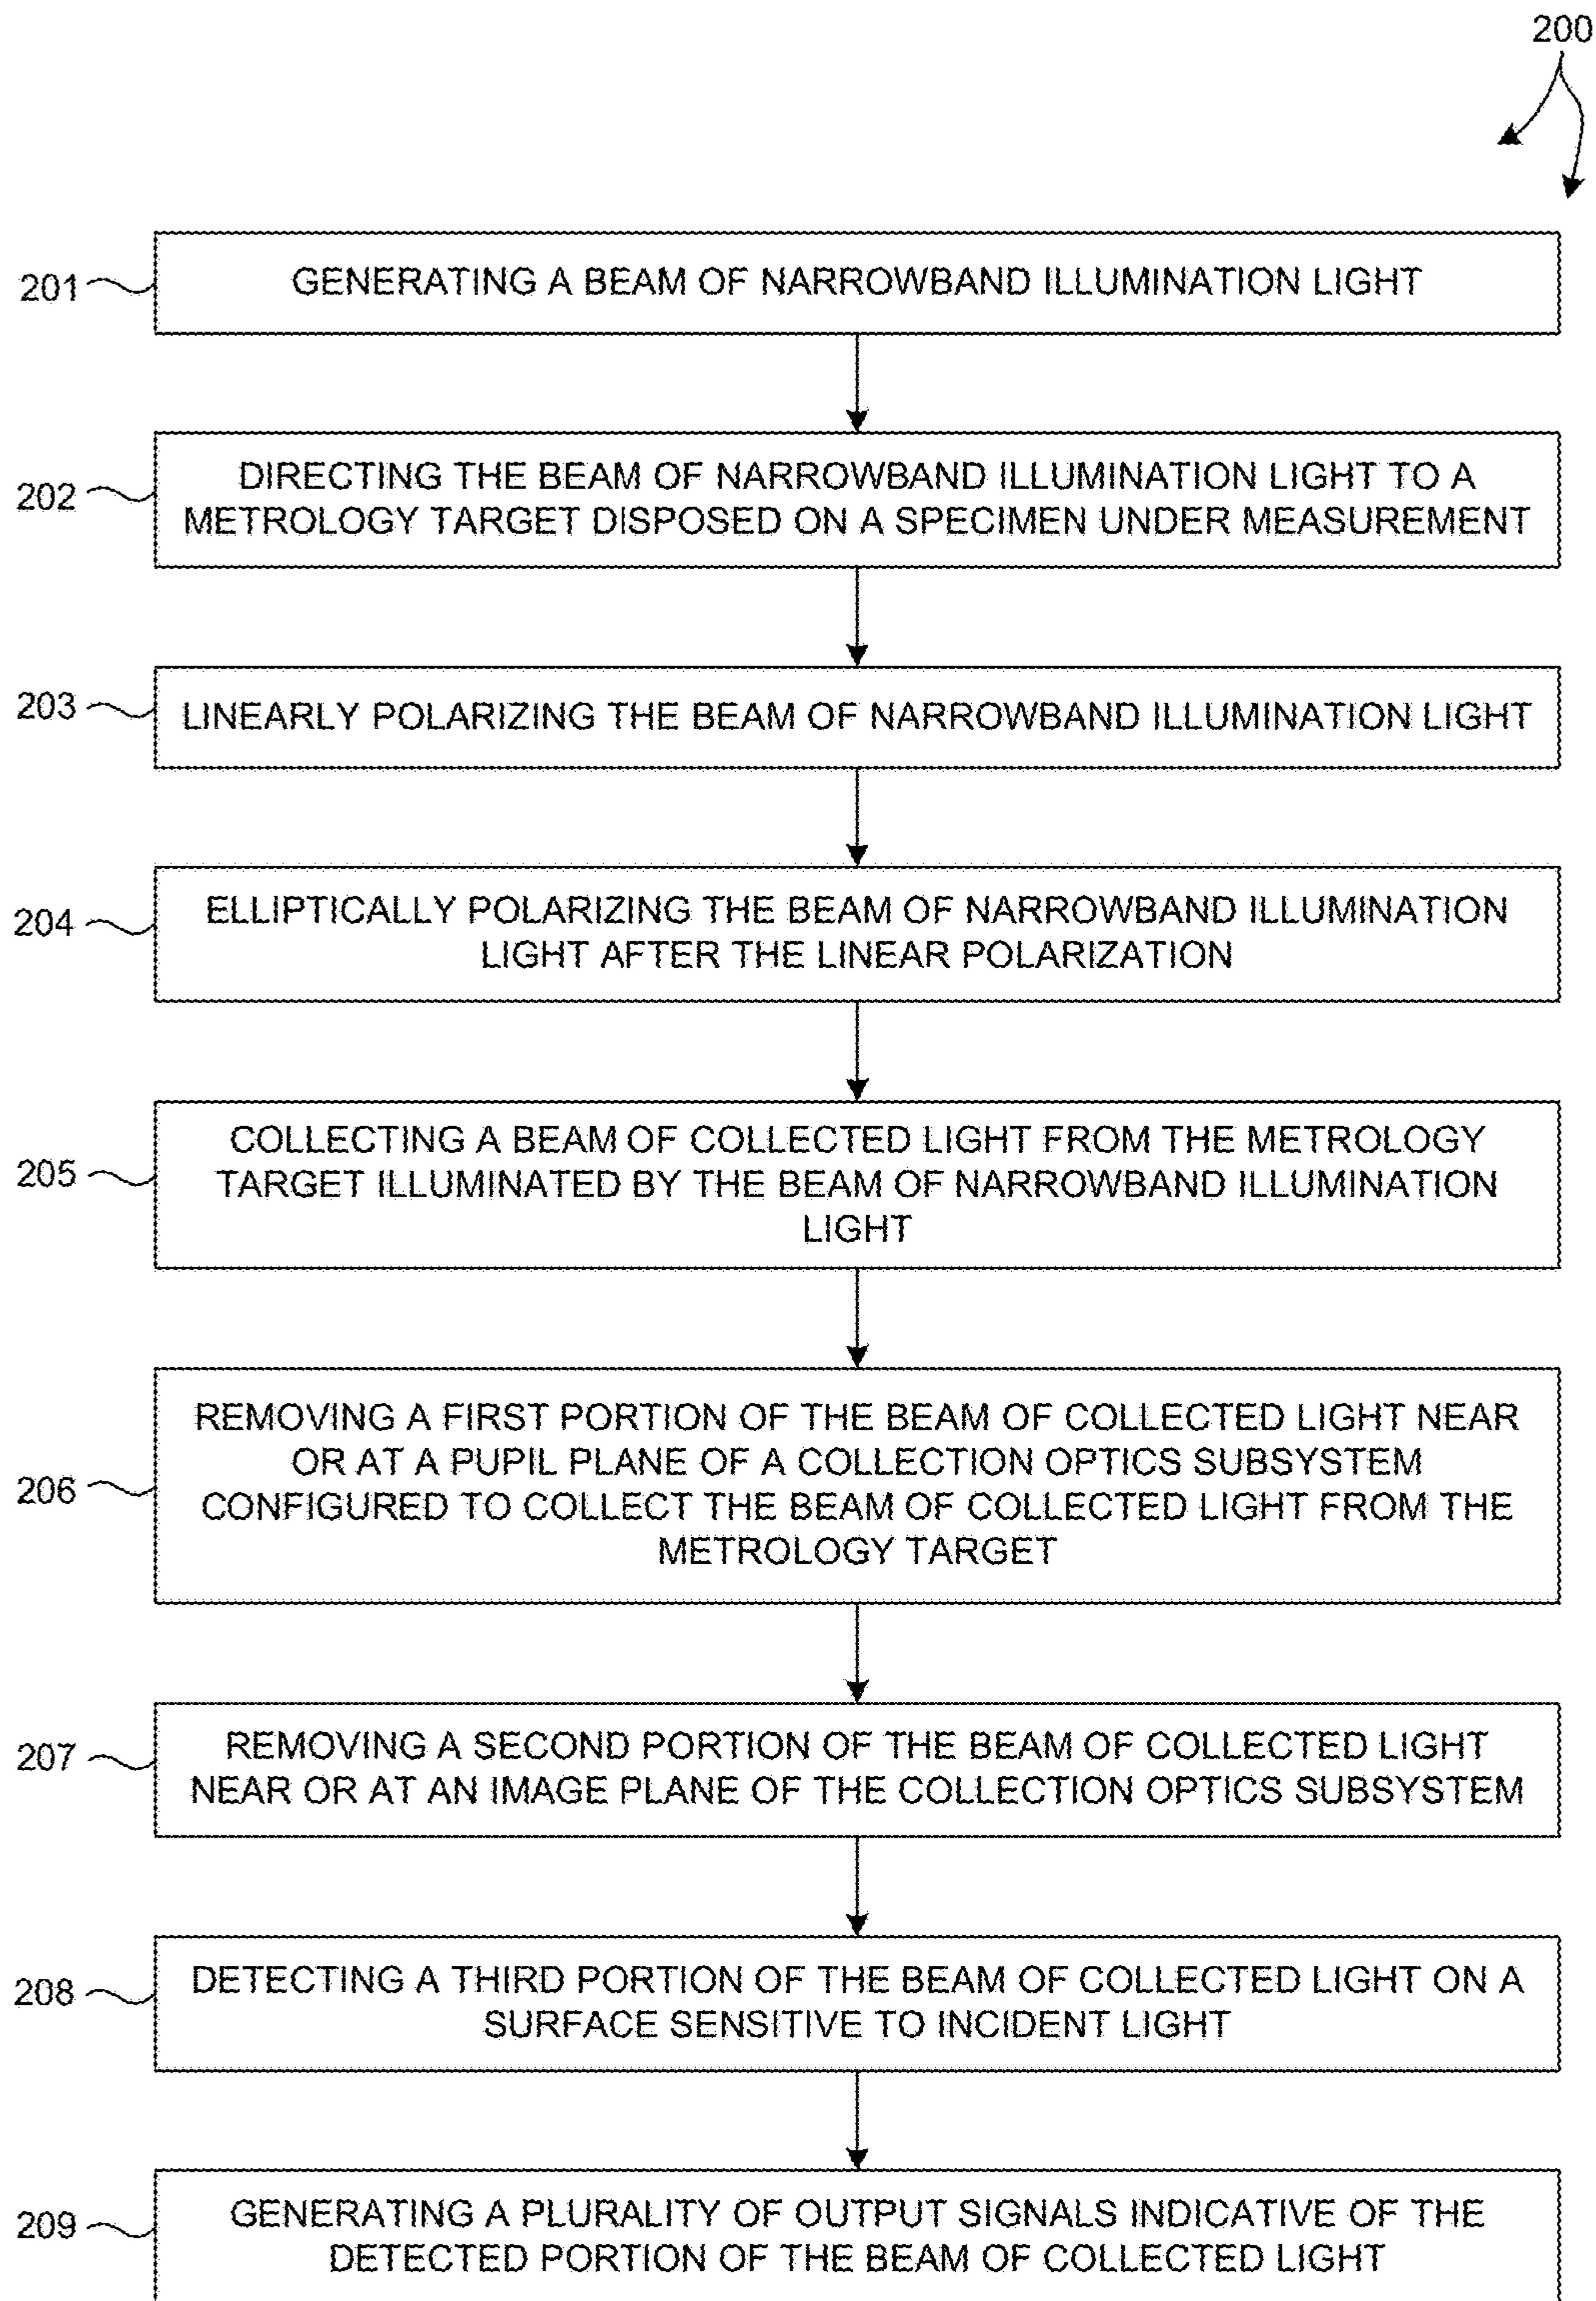 200
201
GENERATING A BEAM OF NARROWBAND ILLUMINATION LIGHT
202
DIRECTING THE BEAM OF NARROWBAND ILLUMINATION LIGHT TO A
METROLOGY TARGET DISPOSED ON A SPECIMEN UNDER MEASUREMENT
203
LINEARLY POLARIZING THE BEAM OF NARROWBAND ILLUMINATION LIGHT
204
ELLIPTICALLY POLARIZING THE BEAM OF NARROWBAND ILLUMINATION
LIGHT AFTER THE LINEAR POLARIZATION
205
COLLECTING A BEAM OF COLLECTED LIGHT FROM THE METROLOGY
TARGET ILLUMINATED BY THE BEAM OF NARROWBAND ILLUMINATION
LIGHT
206
REMOVING A FIRST PORTION OF THE BEAM OF COLLECTED LIGHT NEAR
OR AT A PUPIL PLANE OF A COLLECTION OPTICS SUBSYSTEM
CONFIGURED TO COLLECT THE BEAM OF COLLECTED LIGHT FROM THE
METROLOGY TARGET
207
REMOVING A SECOND PORTION OF THE BEAM OF COLLECTED LIGHT
NEAR OR AT AN IMAGE PLANE OF THE COLLECTION OPTICS SUBSYSTEM
208
DETECTING A THIRD PORTION OF THE BEAM OF COLLECTED LIGHT ON A
SURFACE SENSITIVE TO INCIDENT LIGHT
209
GENERATING A PLURALITY OF OUTPUT SIGNALS INDICATIVE OF THE
DETECTED PORTION OF THE BEAM OF COLLECTED LIGHT